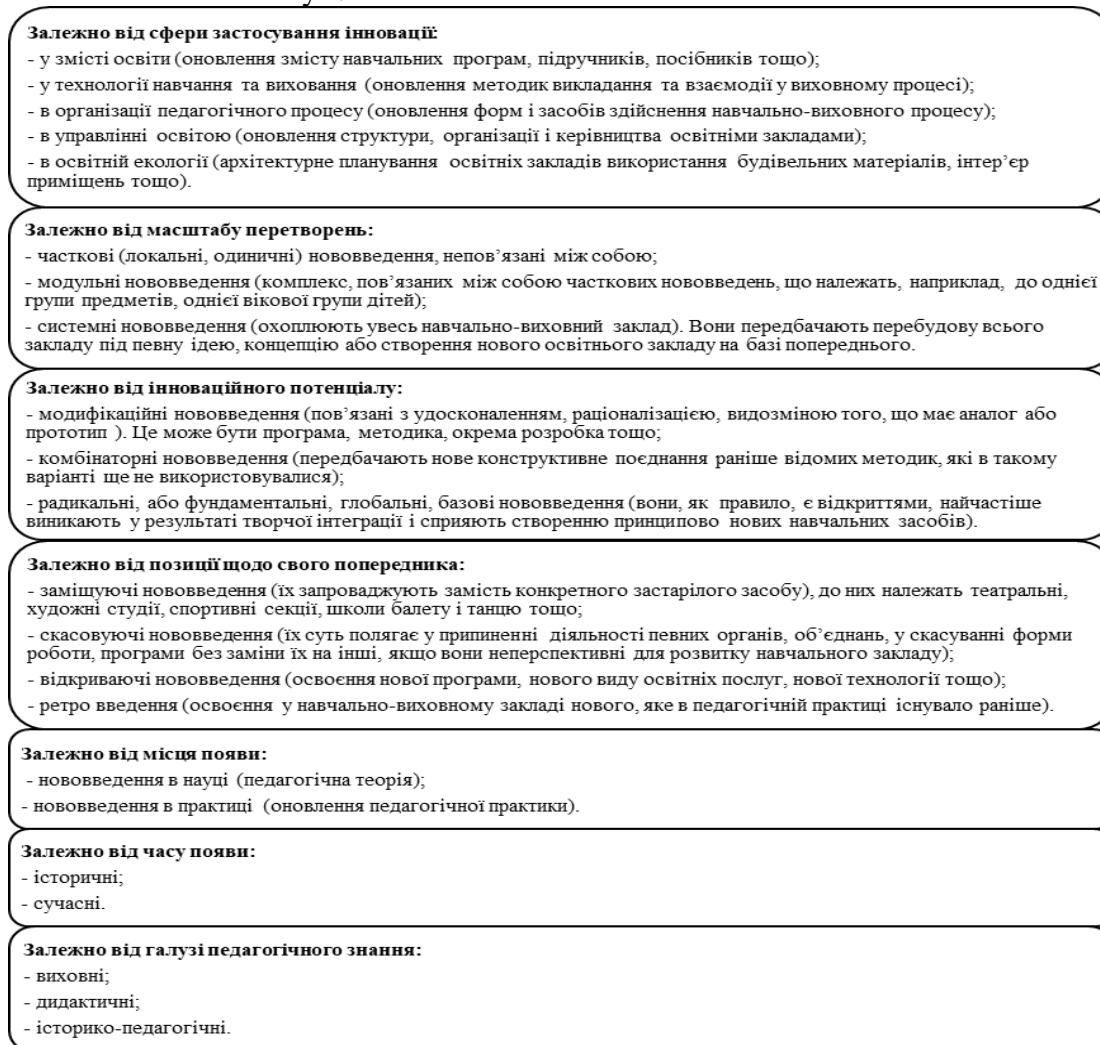 Залежно від сфери застосування інновації:
- у змісті освіти (оновлення змісту навчальних програм, підручників, посібників тощо);
- у технології навчання та виховання (оновлення методик викладання та взаємодії у виховному процесі);
- в організації педагогічного процесу (оновлення форм і засобів здійснення навчально-виховного процесу);
- в управлінні освітою (оновлення структури, організації і керівництва освітніми закладами);
- в освітній екології (архітектурне планування освітніх закладів використання будівельних матеріалів, інтер’єр
приміщень тощо).
Залежно від масштабу перетворень:
- часткові (локальні, одиничні) нововведення, непов’язані між собою;
- модульні нововведення (комплекс, пов’язаних між собою часткових нововведень, що належать, наприклад, до однієї
групи предметів, однієї вікової групи дітей);
- системні нововведення (охоплюють увесь навчально-виховний заклад). Вони передбачають перебудову всього
закладу під певну ідею, концепцію або створення нового освітнього закладу на базі попереднього.
Залежно від інноваційного потенціалу:
- модифікаційні нововведення (пов’язані з удосконаленням, раціоналізацією, видозміною того, що має аналог або
прототип ). Це може бути програма, методика, окрема розробка тощо;
- комбінаторні нововведення (передбачають нове конструктивне поєднання раніше відомих методик, які в такому
варіанті ще не використовувалися);
- радикальні, або фундаментальні, глобальні, базові нововведення (вони, як правило, є відкриттями, найчастіше
виникають у результаті творчої інтеграції і сприяють створенню принципово нових навчальних засобів).
Залежно від позиції щодо свого попередника:
- заміщуючі нововведення (їх запроваджують замість конкретного застарілого засобу), до них належать театральні,
художні студії, спортивні секції, школи балету і танцю тощо;
- скасовуючі нововведення (їх суть полягає у припиненні діяльності певних органів, об’єднань, у скасуванні форми
роботи, програми без заміни їх на інші, якщо вони неперспективні для розвитку навчального закладу);
- відкриваючі нововведення (освоєння нової програми, нового виду освітніх послуг, нової технології тощо);
- ретро введення (освоєння у навчально-виховному закладі нового, яке в педагогічній практиці існувало раніше).
Залежно від місця появи:
- нововведення в науці (педагогічна теорія);
- нововведення в практиці (оновлення педагогічної практики).
Залежно від часу появи:
- історичні;
- сучасні.
Залежно від галузі педагогічного знання:
- виховні;
- дидактичні;
- історико-педагогічні.